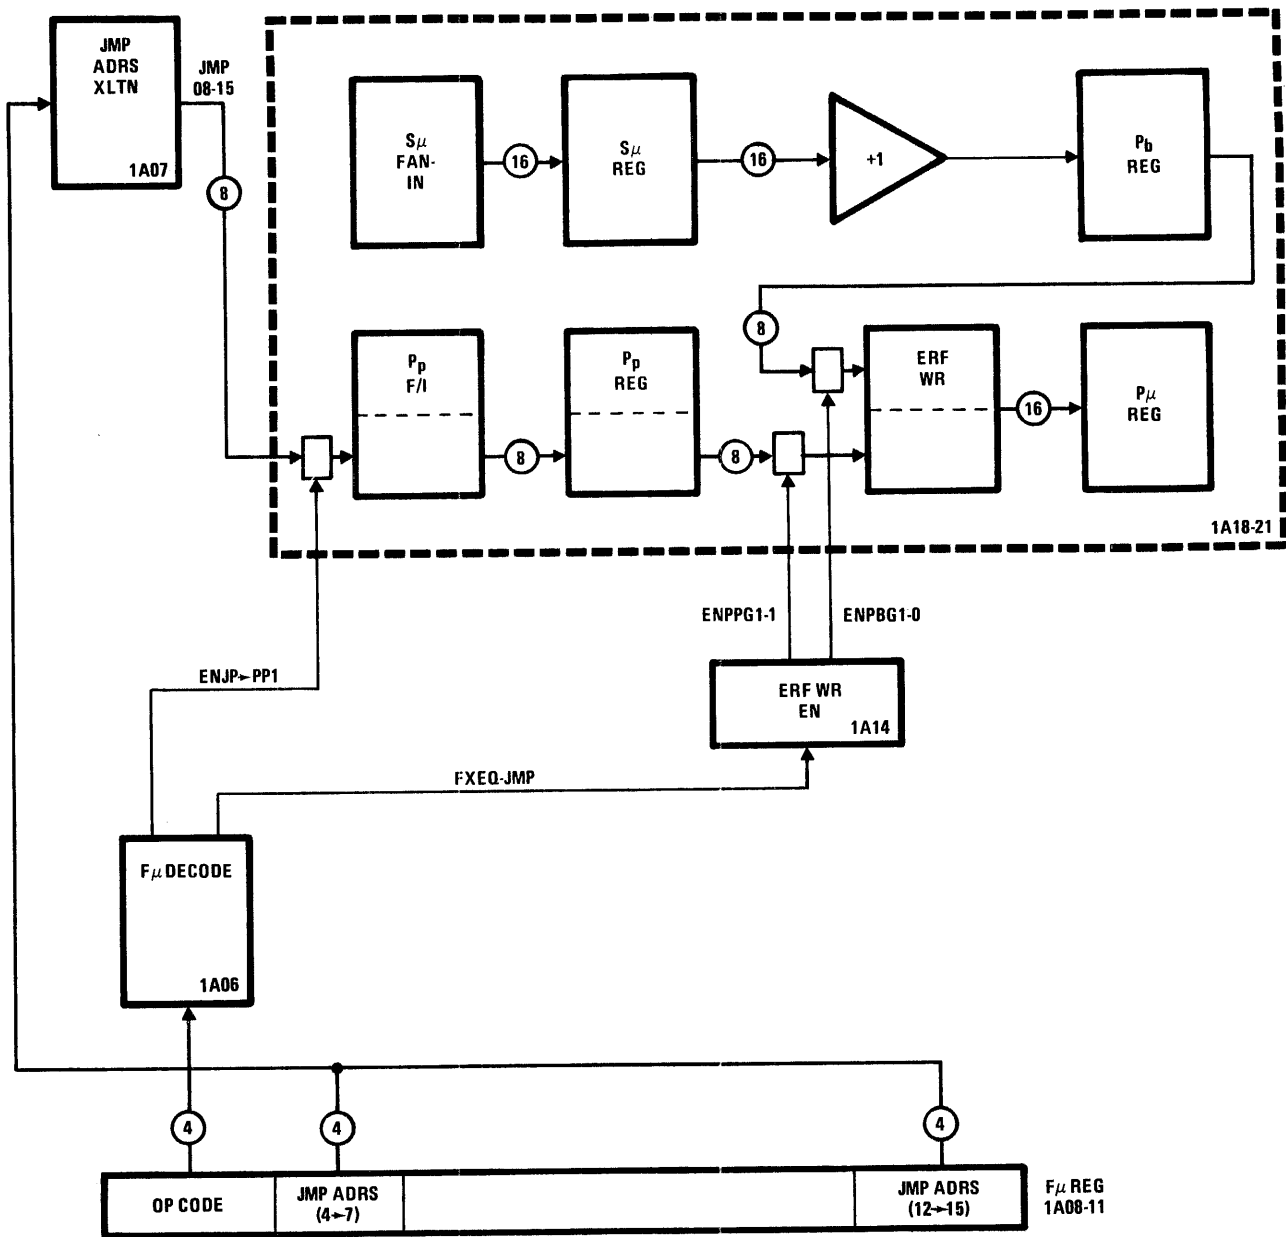 JMP
ADRS
XLTN
1A07
JMP
08-15
8
Sμ
FAN-
IN
16
Sμ
REG
16
+1
Pb
REG
8
Pp
F/I
8
Pp
REG
8
ERF
WR
16
Pμ
REG
1A18-21
ENPPG1-1
ENPBG1-0
ENJP→PP1
ERF WR
EN
1A14
FXEQ-JMP
Fμ DECODE
1A06
4
4
4
OP CODE
JMP ADRS
(4→7)
JMP ADRS
(12→15)
Fμ REG
1A08-11